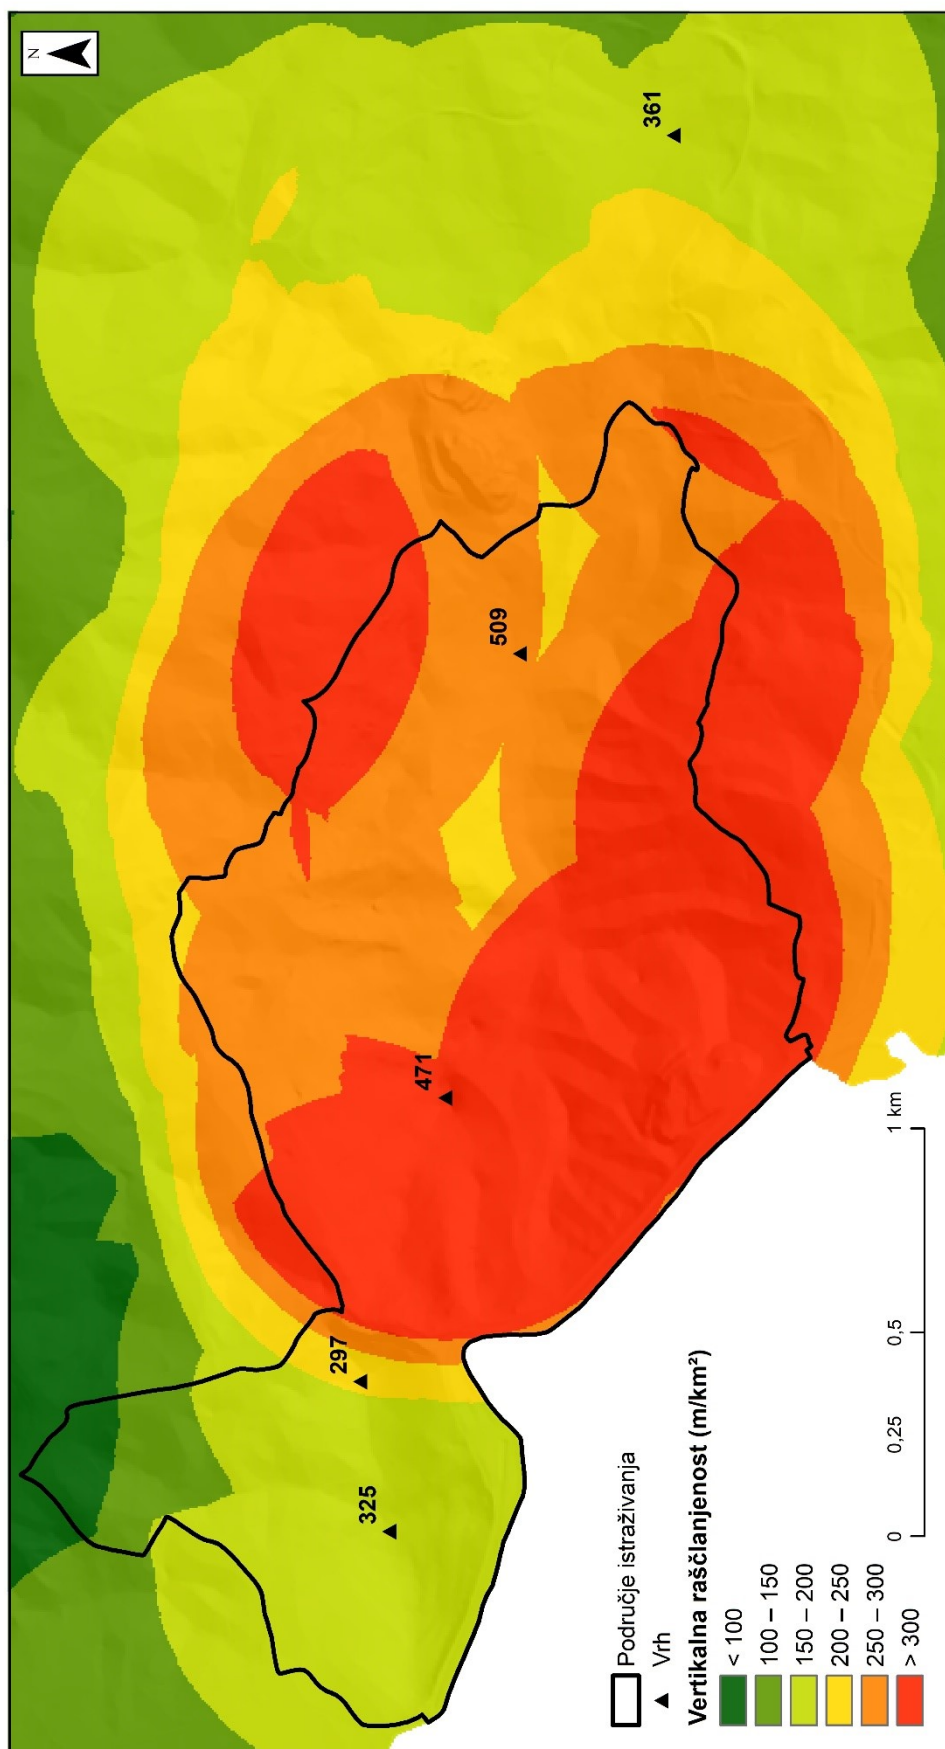 N
361
509
471
297
325
Područje istraživanja
Vrh
Vertikalna raščlanjenost (m/km²)
< 100
100 – 150
150 – 200
200 – 250
250 – 300
> 300
0 0,25 0,5 1 km